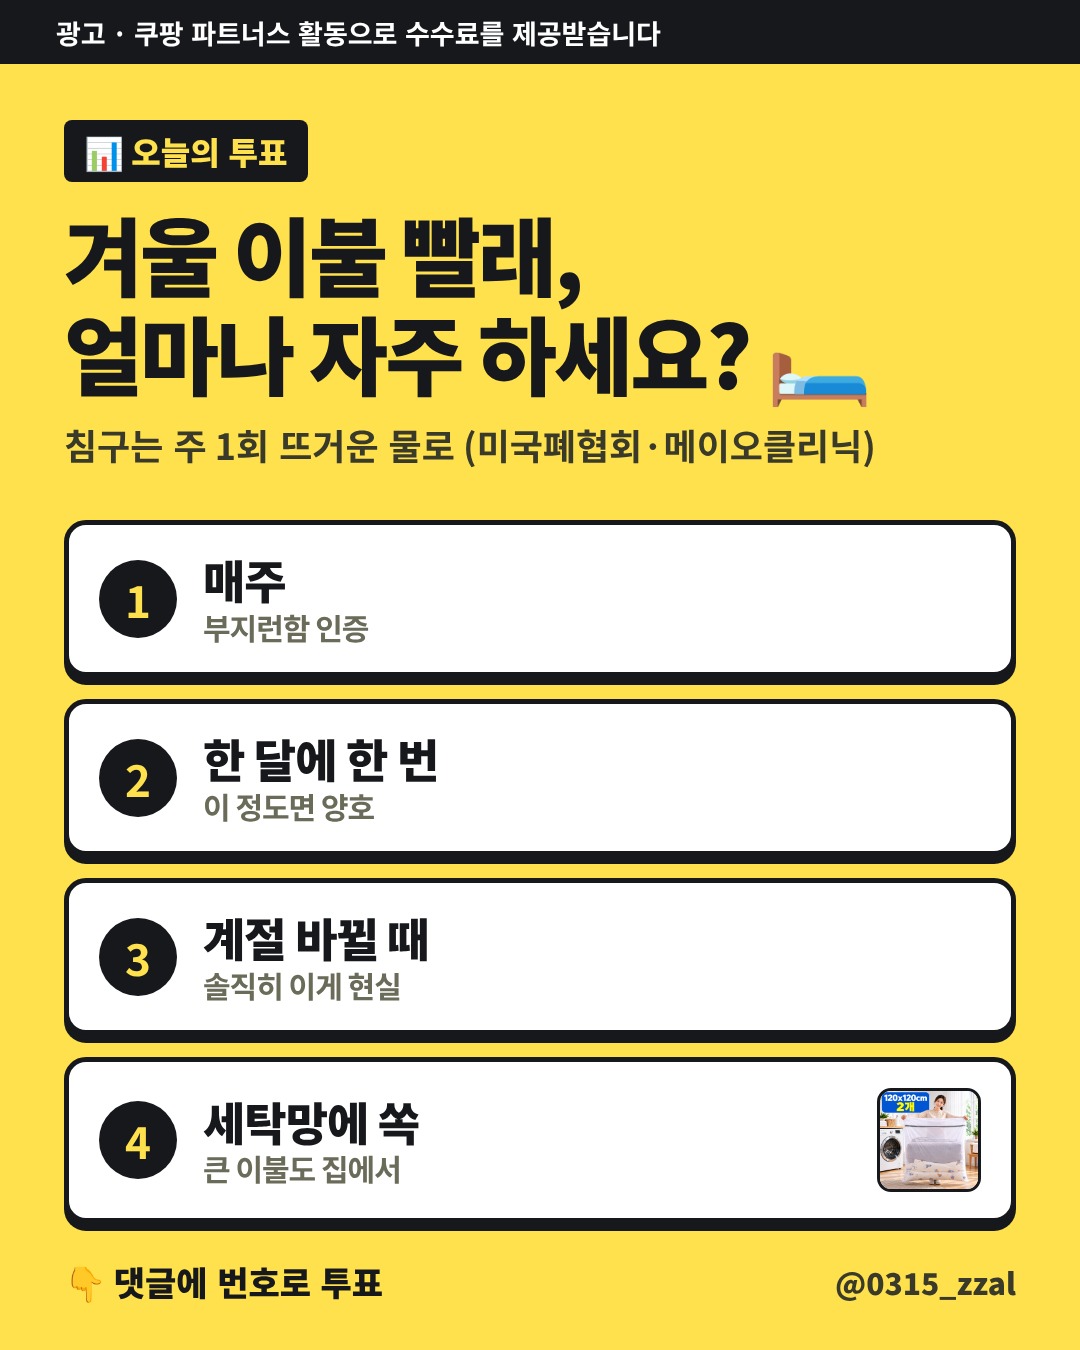 광고 · 쿠팡 파트너스 활동으로 수수료를 제공받습니다
📊 오늘의 투표
겨울 이불 빨래,
얼마나 자주 하세요? 🛏️
침구는 주 1회 뜨거운 물로 (미국폐협회·메이오클리닉)
1 매주
부지런함 인증
2 한 달에 한 번
이 정도면 양호
3 계절 바뀔 때
솔직히 이게 현실
4 세탁망에 쏙
큰 이불도 집에서
120x120cm
2개
👇 댓글에 번호로 투표
@0315_zzal